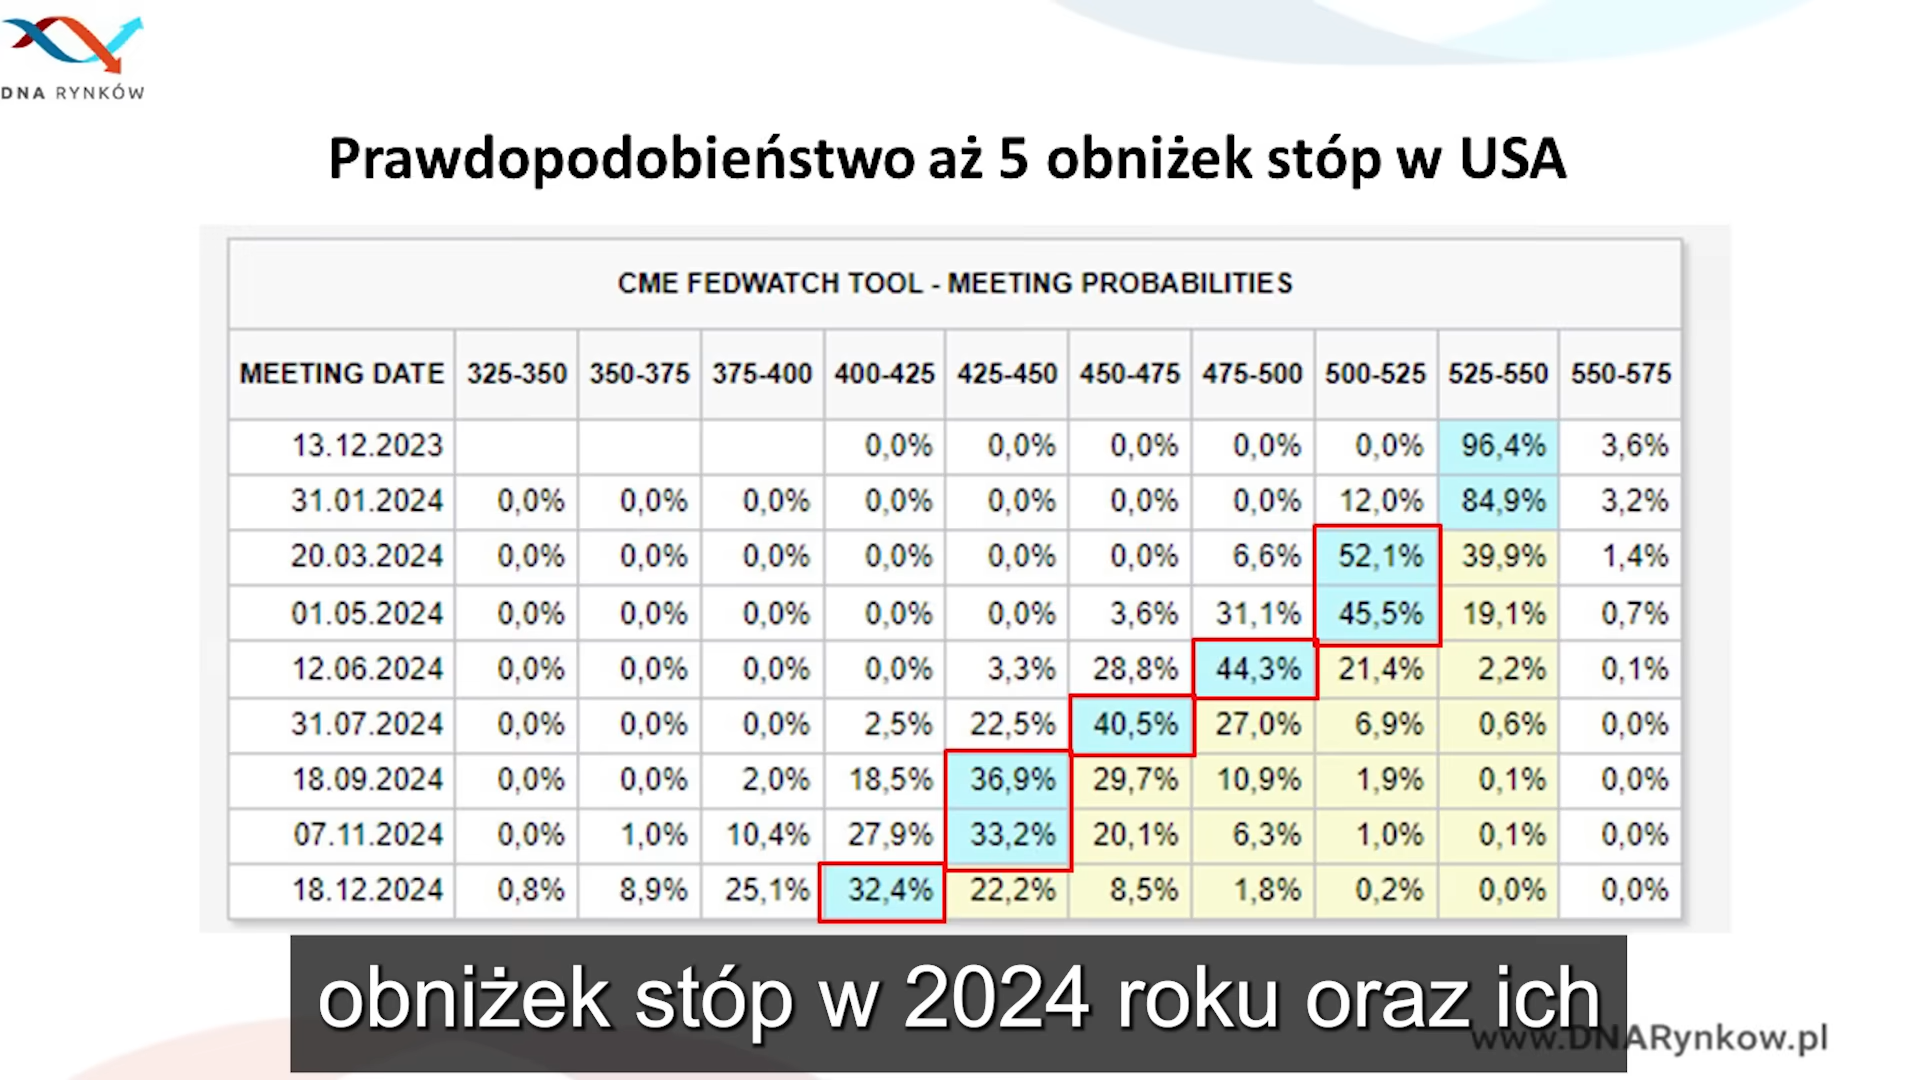 DNA RYNKÓW
Prawdopodobieństwo aż 5 obniżek stóp w USA
CME FEDWATCH TOOL - MEETING PROBABILITIES
MEETING DATE 325-350 350-375 375-400 400-425 425-450 450-475 475-500 500-525 525-550 550-575
13.12.2023 0,0% 0,0% 0,0% 0,0% 0,0% 96,4% 3,6%
31.01.2024 0,0% 0,0% 0,0% 0,0% 0,0% 0,0% 0,0% 12,0% 84,9% 3,2%
20.03.2024 0,0% 0,0% 0,0% 0,0% 0,0% 0,0% 6,6% 52,1% 39,9% 1,4%
01.05.2024 0,0% 0,0% 0,0% 0,0% 0,0% 3,6% 31,1% 45,5% 19,1% 0,7%
12.06.2024 0,0% 0,0% 0,0% 0,0% 3,3% 28,8% 44,3% 21,4% 2,2% 0,1%
31.07.2024 0,0% 0,0% 0,0% 2,5% 22,5% 40,5% 27,0% 6,9% 0,6% 0,0%
18.09.2024 0,0% 0,0% 2,0% 18,5% 36,9% 29,7% 10,9% 1,9% 0,1% 0,0%
07.11.2024 0,0% 1,0% 10,4% 27,9% 33,2% 20,1% 6,3% 1,0% 0,1% 0,0%
18.12.2024 0,8% 8,9% 25,1% 32,4% 22,2% 8,5% 1,8% 0,2% 0,0% 0,0%
obniżek stóp w 2024 roku oraz ich
www.DNARynkow.pl